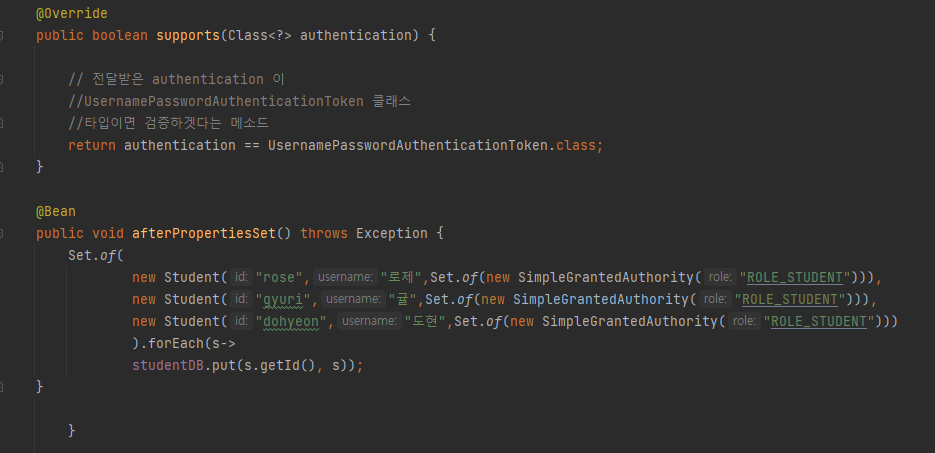 @Override
public boolean supports(Class<?> authentication) {
// 전달받은 authentication 이
//UsernamePasswordAuthenticationToken 클래스
//타입이면 검증하겟다는 메소드
return authentication == UsernamePasswordAuthenticationToken.class;
}
@Bean
public void afterPropertiesSet() throws Exception {
Set.of(
new Student( id: "rose", username: "로제",Set.of(new SimpleGrantedAuthority( role: "ROLE_STUDENT"))),
new Student( id: "gyuri", username: "귤",Set.of(new SimpleGrantedAuthority( role: "ROLE_STUDENT"))),
new Student( id: "dohyeon", username: "도현",Set.of(new SimpleGrantedAuthority( role: "ROLE_STUDENT")))
).forEach(s->
studentDB.put(s.getId(), s));
}
}